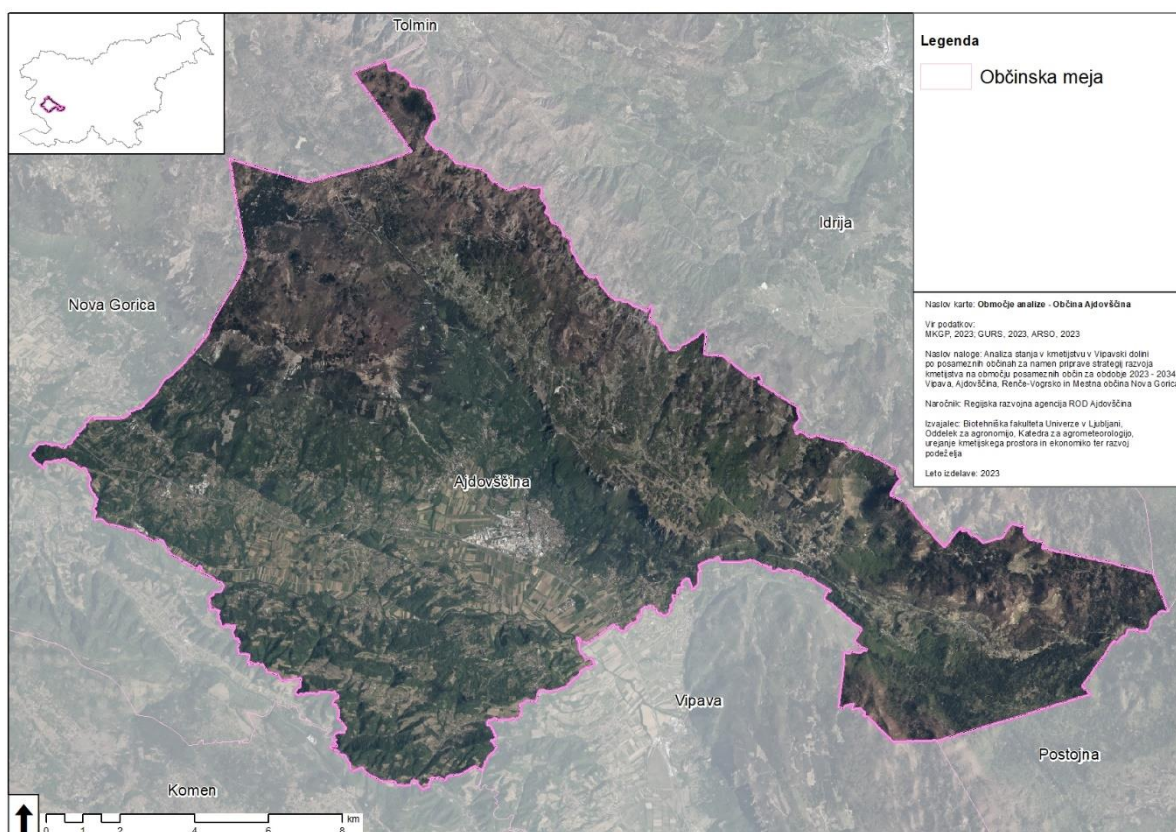 Tolmin
Idrija
Nova Gorica
Ajdovščina
Vipava
Postojna
Komen
0 1 2 4 6 8 km
Legenda
Občinska meja
Naslov karte: Območje analize - Občina Ajdovščina
Vir podatkov:
MKGP, 2023, GURS, 2023, ARSO, 2023
Naslov naloge: Analiza stanja v kmetijstvu v Vipavski dolini
po posameznih občinah za namen priprave strategij razvoja
kmetijstva na območju posameznih občin za obdobje 2023 - 2034
Vipava, Ajdovščina, Renče-Vogrsko in Mestna občina Nova Gorica
Naročnik: Regijska razvojna agencija ROD Ajdovščina
Izvajalec: Biotehniška fakulteta Univerze v Ljubljani,
Oddelek za agronomijo, Katedra za agrometeorologijo,
urejanje kmetijskega prostora in ekonomiko ter razvoj
podeželja
Leto izdelave: 2023